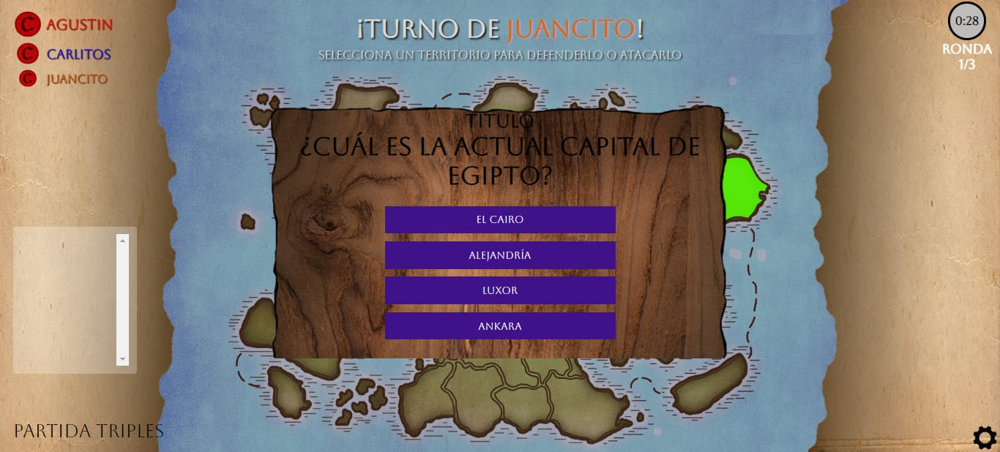 C AGUSTIN
C CARLITOS
C JUANCITO
¡TURNO DE JUANCITO!
SELECCIONA UN TERRITORIO PARA DEFENDERLO O ATACARLO
0:28
RONDA
1/3
TITULO
¿CUÁL ES LA ACTUAL CAPITAL DE
EGIPTO?
EL CAIRO
ALEJANDRÍA
LUXOR
ANKARA
PARTIDA TRIPLES